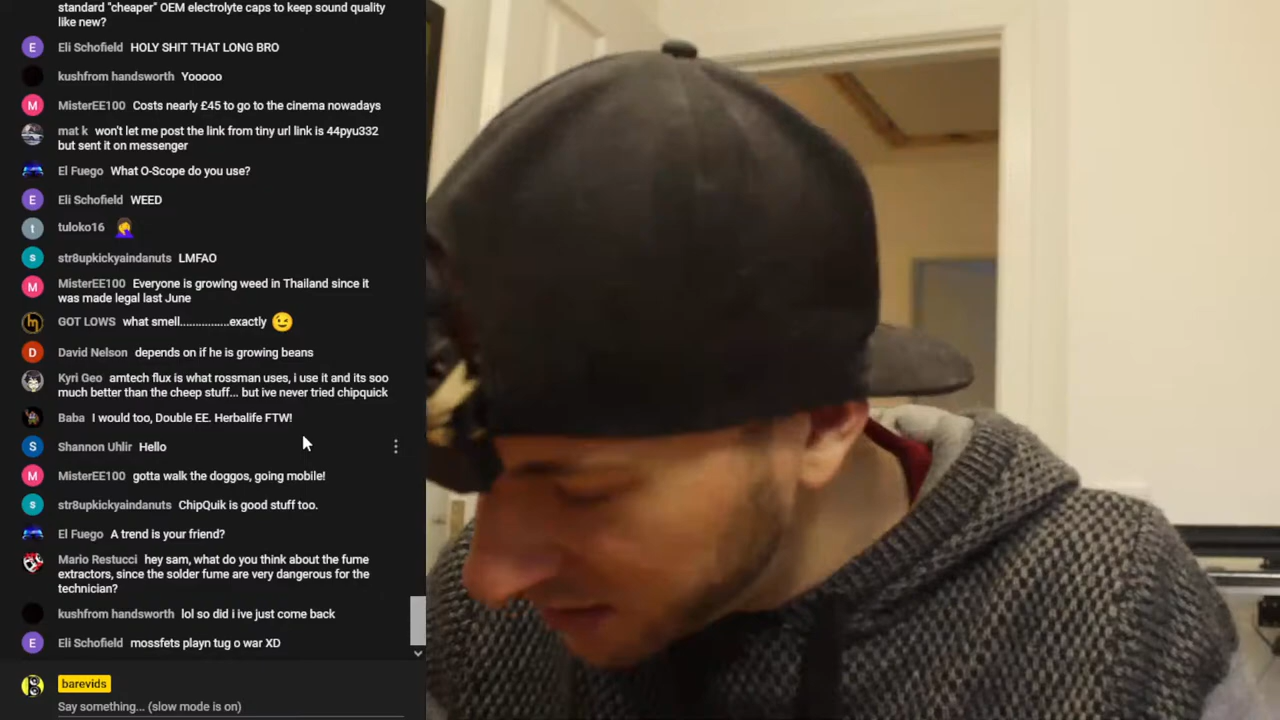 standard "cheaper" OEM electrolyte caps to keep sound quality
like new?
E Eli Schofield HOLY SHIT THAT LONG BRO
kushfrom handsworth Yooooo
M MisterEE100 Costs nearly £45 to go to the cinema nowadays
mat k won't let me post the link from tiny url link is 44pyu332
but sent it on messenger
El Fuego What O-Scope do you use?
E Eli Schofield WEED
t tuloko16 🤦‍♀️
s str8upkickyaindanuts LMFAO
M MisterEE100 Everyone is growing weed in Thailand since it
was made legal last June
GOT LOWS what smell................exactly 😉
D David Nelson depends on if he is growing beans
Kyri Geo amtech flux is what rossman uses, i use it and its soo
much better than the cheep stuff... but ive never tried chipquick
Baba I would too, Double EE. Herbalife FTW!
S Shannon Uhlir Hello
M MisterEE100 gotta walk the doggos, going mobile!
s str8upkickyaindanuts ChipQuik is good stuff too.
El Fuego A trend is your friend?
Mario Restucci hey sam, what do you think about the fume
extractors, since the solder fume are very dangerous for the
technician?
kushfrom handsworth lol so did i ive just come back
E Eli Schofield mossfets playn tug o war XD
barevids
Say something... (slow mode is on)